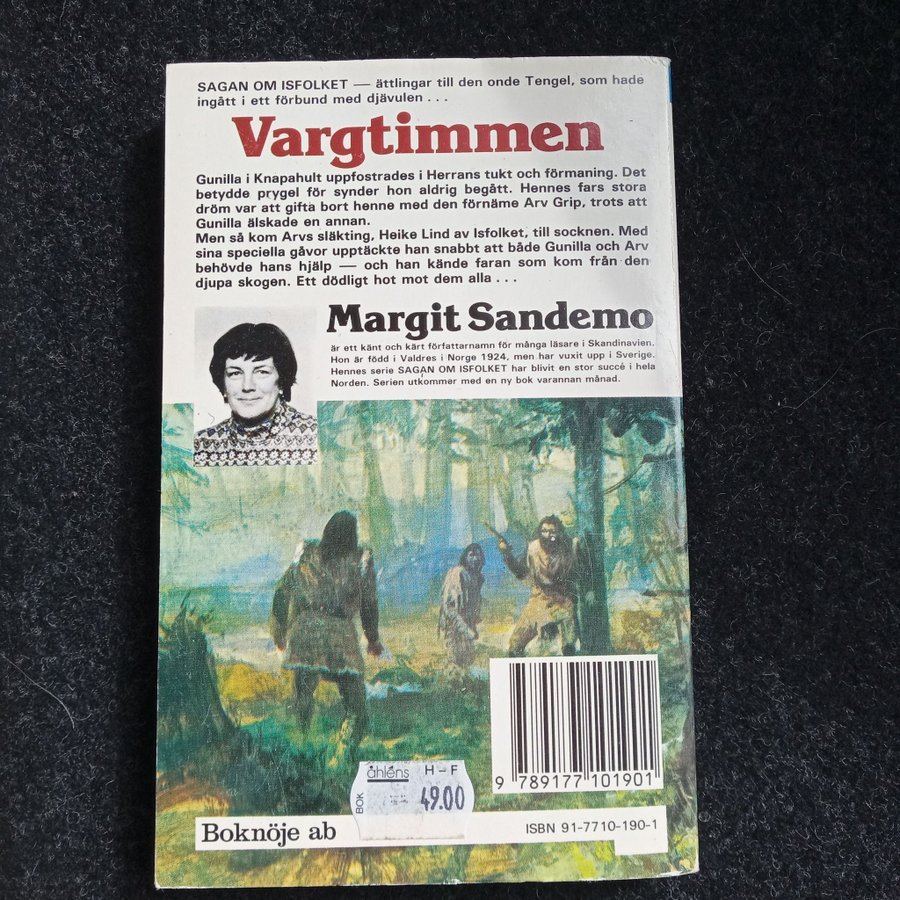 SAGAN OM ISFOLKET — ättlingar till den onde Tengel, som hade
ingått i ett förbund med djävulen . . .
Vargtimmen
Gunilla i Knapahult uppfostrades i Herrans tukt och förmaning. Det
betydde prygel för synder hon aldrig begått. Hennes fars stora
dröm var att gifta bort henne med den förnäme Arv Grip, trots att
Gunilla älskade en annan.
Men så kom Arvs släkting, Heike Lind av Isfolket, till socknen. Med
sina speciella gåvor upptäckte han snabbt att både Gunilla och Arv
behövde hans hjälp — och han kände faran som kom från den
djupa skogen. Ett dödligt hot mot dem alla . . .
Margit Sandemo
är ett känt och kärt författarnamn för många läsare i Skandinavien.
Hon är född i Valdres i Norge 1924, men har vuxit upp i Sverige.
Hennes serie SAGAN OM ISFOLKET har blivit en stor succé i hela
Norden. Serien utkommer med en ny bok varannan månad.
9 789177 101901
åhléns H-F
BOK 49.00
Boknöje ab
ISBN 91-7710-190-1